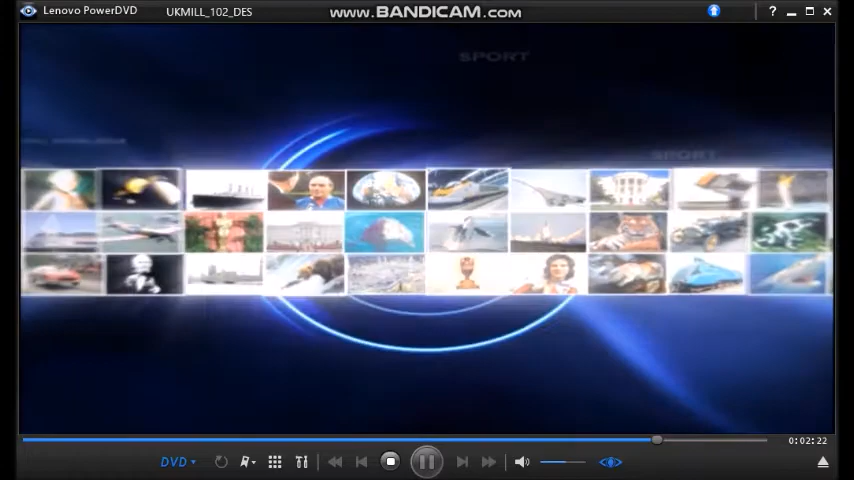 Lenovo PowerDVD
UKMILL_102_DES
www.BANDICAM.com
?
SPORT
SPORT
0:02:22
DVD